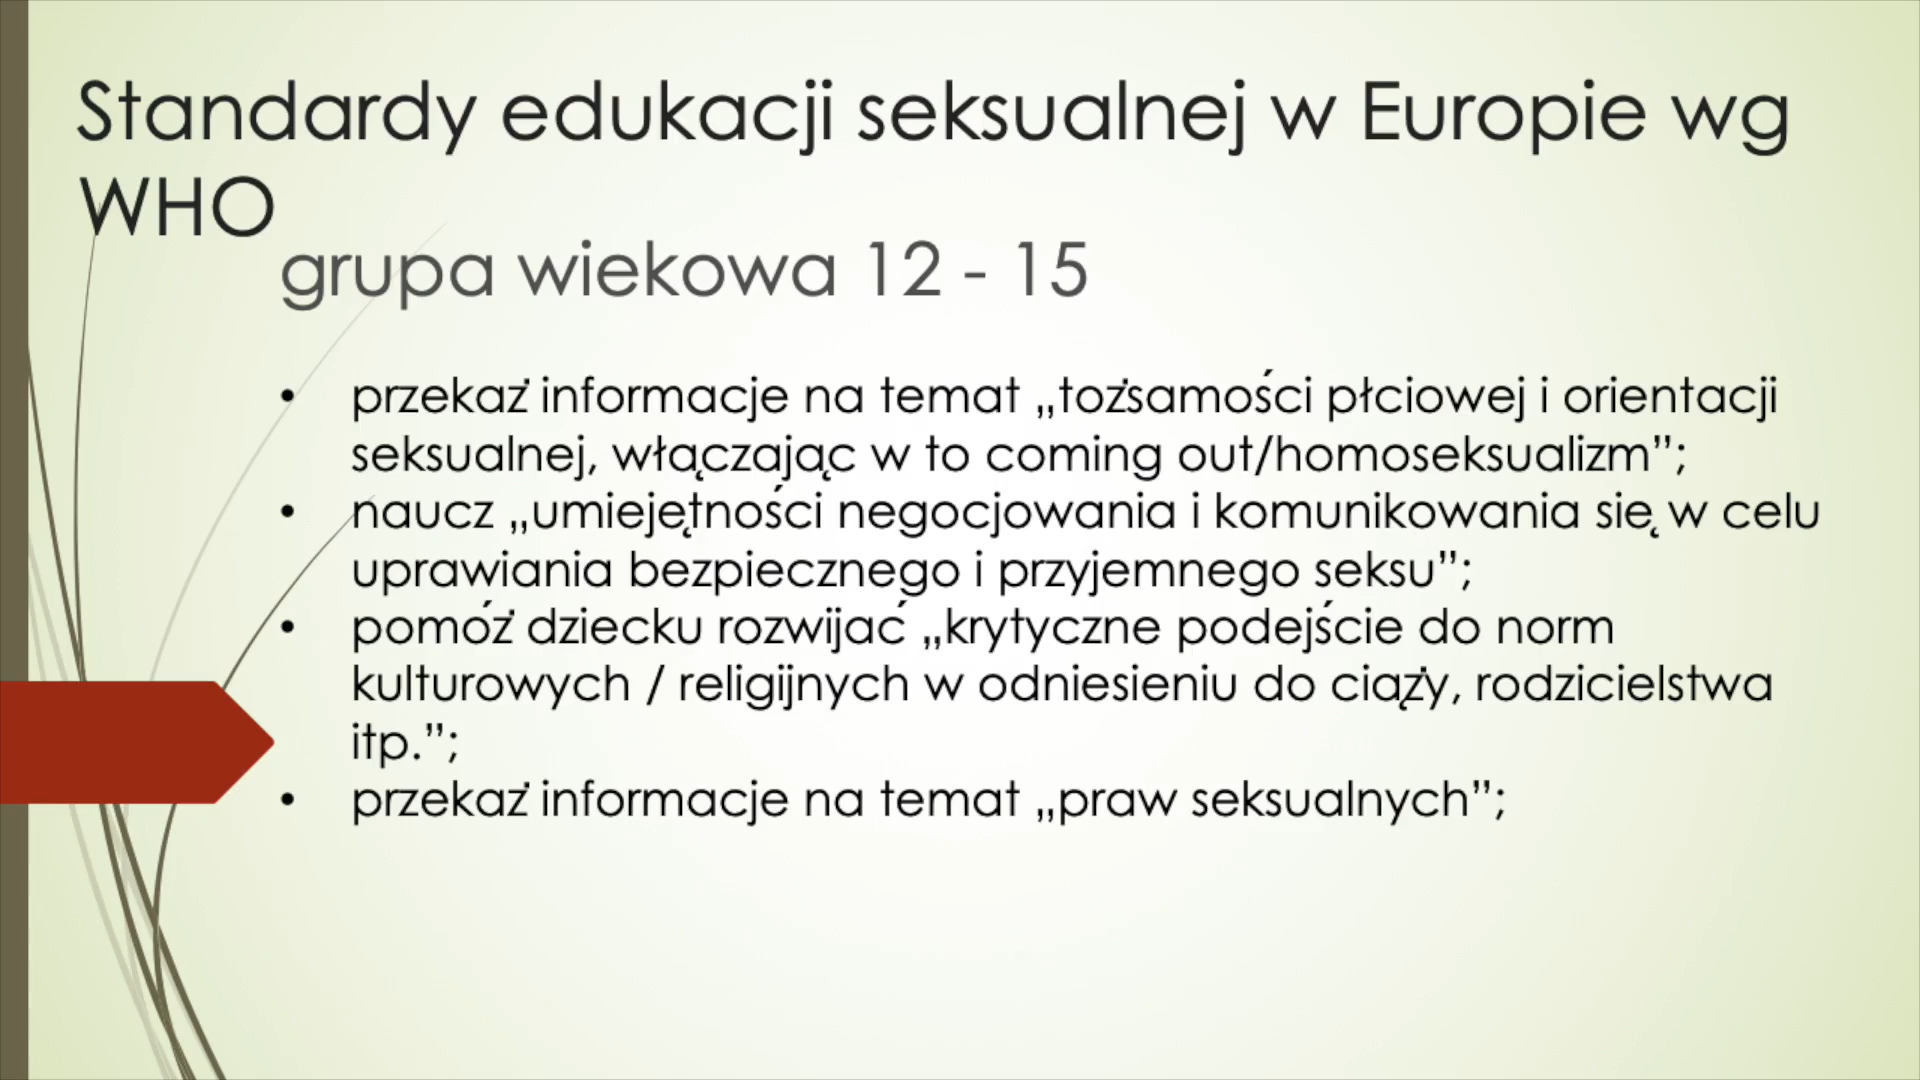 Standardy edukacji seksualnej w Europie wg
WHO
grupa wiekowa 12 - 15
• przekaż informacje na temat „tożsamości płciowej i orientacji
seksualnej, włączając w to coming out/homoseksualizm”;
• naucz „umiejętności negocjowania i komunikowania się w celu
uprawiania bezpiecznego i przyjemnego seksu”;
• pomóż dziecku rozwijać „krytyczne podejście do norm
kulturowych / religijnych w odniesieniu do ciąży, rodzicielstwa
itp.”;
• przekaż informacje na temat „praw seksualnych”;